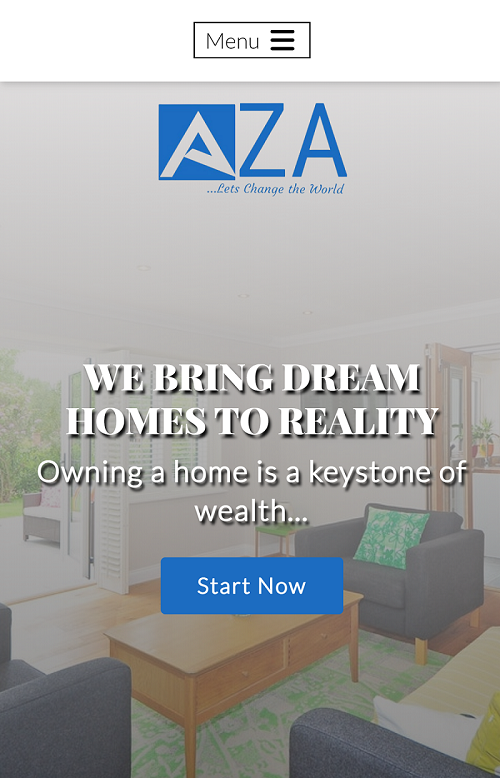 Menu
AZA
...Lets Change the World
WE BRING DREAM
HOMES TO REALITY
Owning a home is a keystone of
wealth...
Start Now